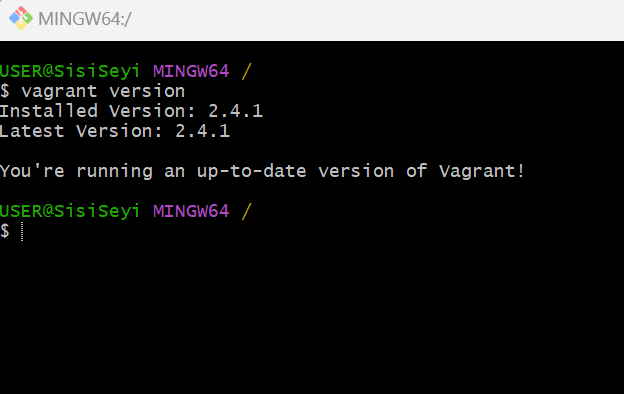 MINGW64:/
USER@SisiSeyi MINGW64 /
$ vagrant version
Installed Version: 2.4.1
Latest Version: 2.4.1
You're running an up-to-date version of Vagrant!
USER@SisiSeyi MINGW64 /
$